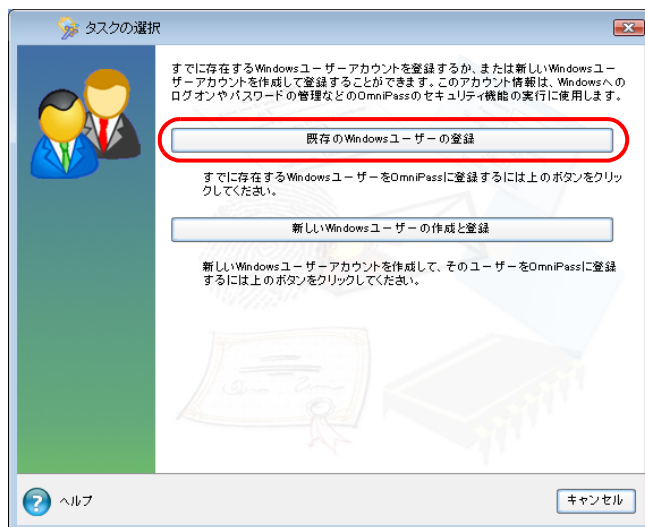 タスクの選択
すでに存在するWindowsユーザーアカウントを登録するか、または新しいWindowsユー
ザーアカウントを作成して登録することができます。このアカウント情報は、Windowsへの
ログオンやパスワードの管理などのOmniPassのセキュリティ機能の実行に使用します。
既存のWindowsユーザーの登録
すでに存在するWindowsユーザーをOmniPassに登録するには上のボタンをクリッ
クしてください。
新しいWindowsユーザーの作成と登録
新しいWindowsユーザーアカウントを作成して、そのユーザーをOmniPassに登録
するには上のボタンをクリックしてください。
ヘルプ
キャンセル